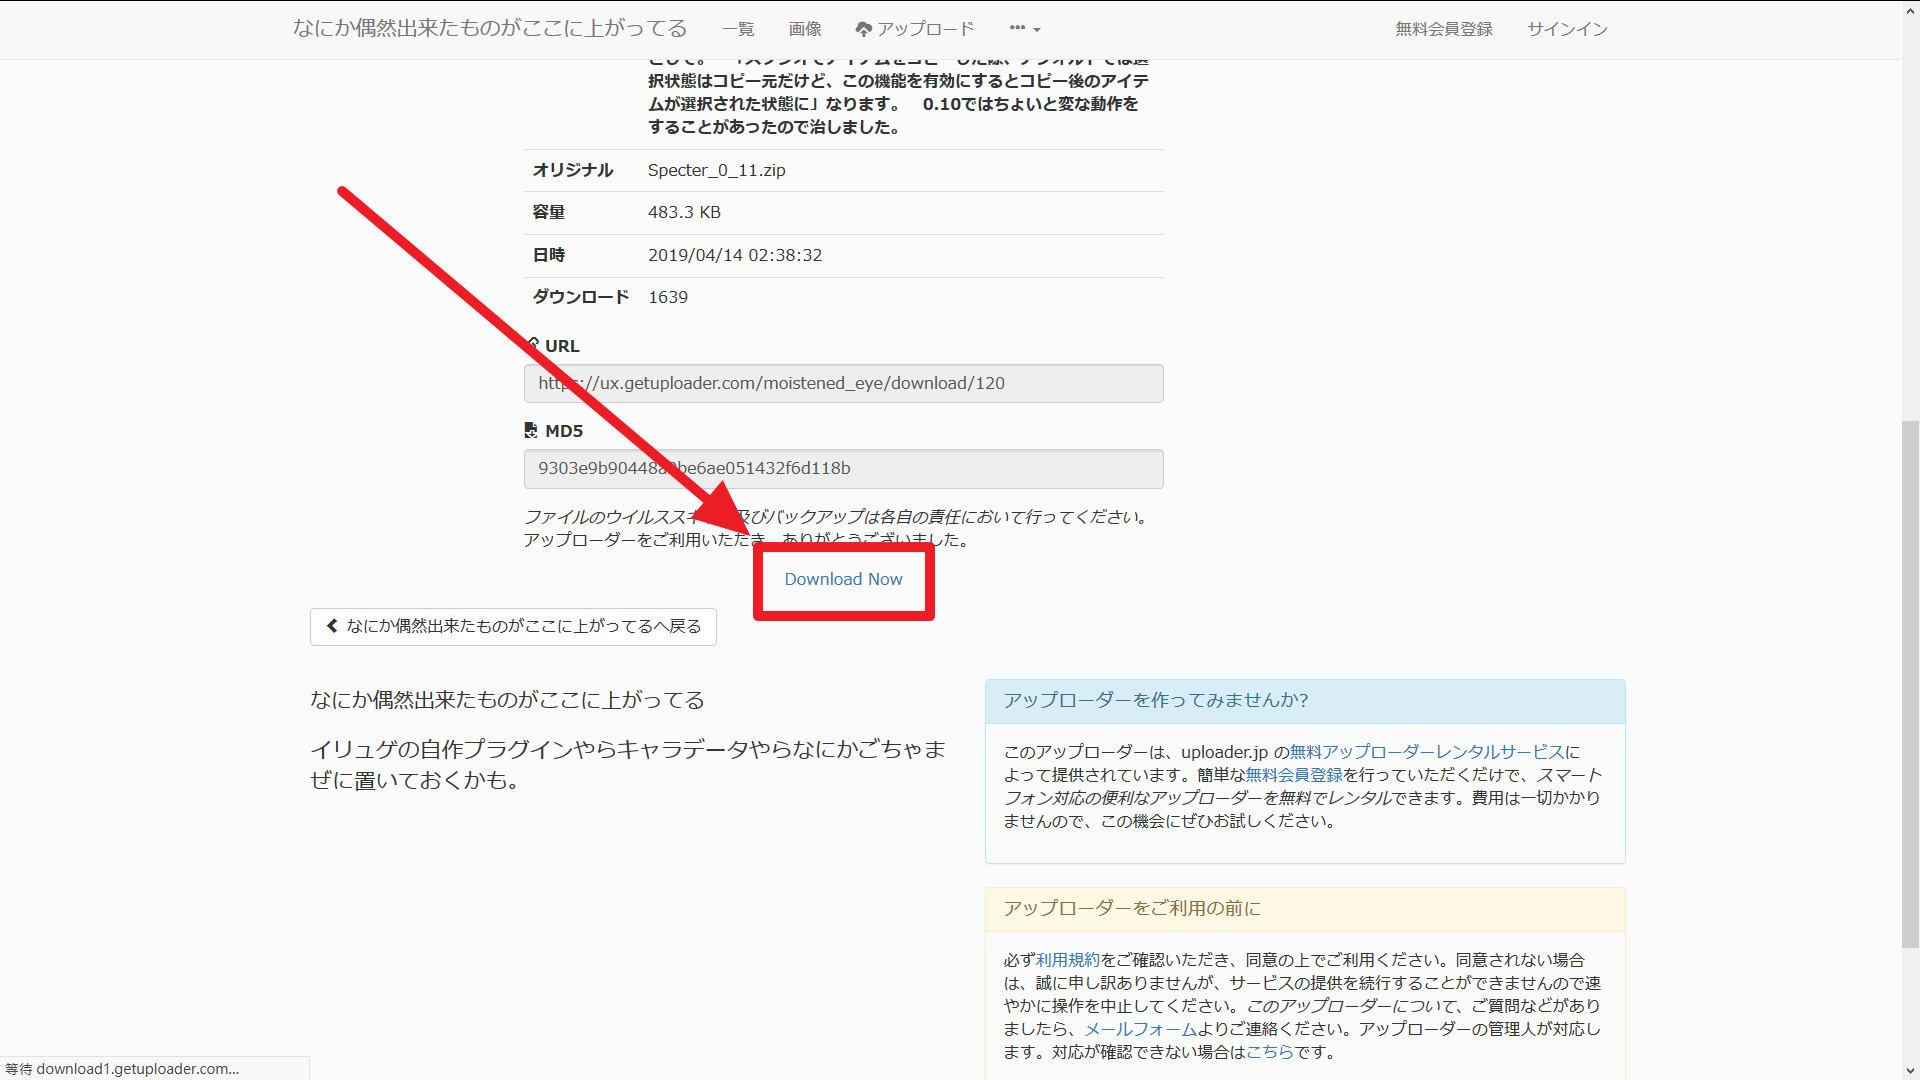 なにか偶然出来たものがここに上がってる 一覧 画像 アップロード 無料会員登録 サインイン
択状態はコピー元だけど、この機能を有効にするとコピー後のアイテ
ムが選択された状態に」なります。 0.10ではちょいと変な動作を
することがあったので治しました。
オリジナル Specter_0_11.zip
容量 483.3 KB
日時 2019/04/14 02:38:32
ダウンロード 1639
URL
https://ux.getuploader.com/moistened_eye/download/120
MD5
ファイルのウイルスス 及びバックアップは各自の責任において行ってください。
アップローダーをご利用いただき、ありがとうございました。
Download Now
なにか偶然出来たものがここに上がってるへ戻る
なにか偶然出来たものがここに上がってる
イリュゲの自作プラグインやらキャラデータやらなにかごちゃま
ぜに置いておくかも。
アップローダーを作ってみませんか?
このアップローダーは、uploader.jp の無料アップローダーレンタルサービスに
よって提供されています。簡単な無料会員登録を行っていただくだけで、スマート
フォン対応の便利なアップローダーを無料でレンタルできます。費用は一切かかり
ませんので、この機会にぜひお試しください。
アップローダーをご利用の前に
必ず利用規約をご確認いただき、同意の上でご利用ください。同意されない場合
は、誠に申し訳ありませんが、サービスの提供を続行することができませんので速
やかに操作を中止してください。このアップローダーについて、ご質問などがあり
ましたら、メールフォームよりご連絡ください。アップローダーの管理人が対応し
ます。対応が確認できない場合はこちらです。
等待 download1.getuploader.com...